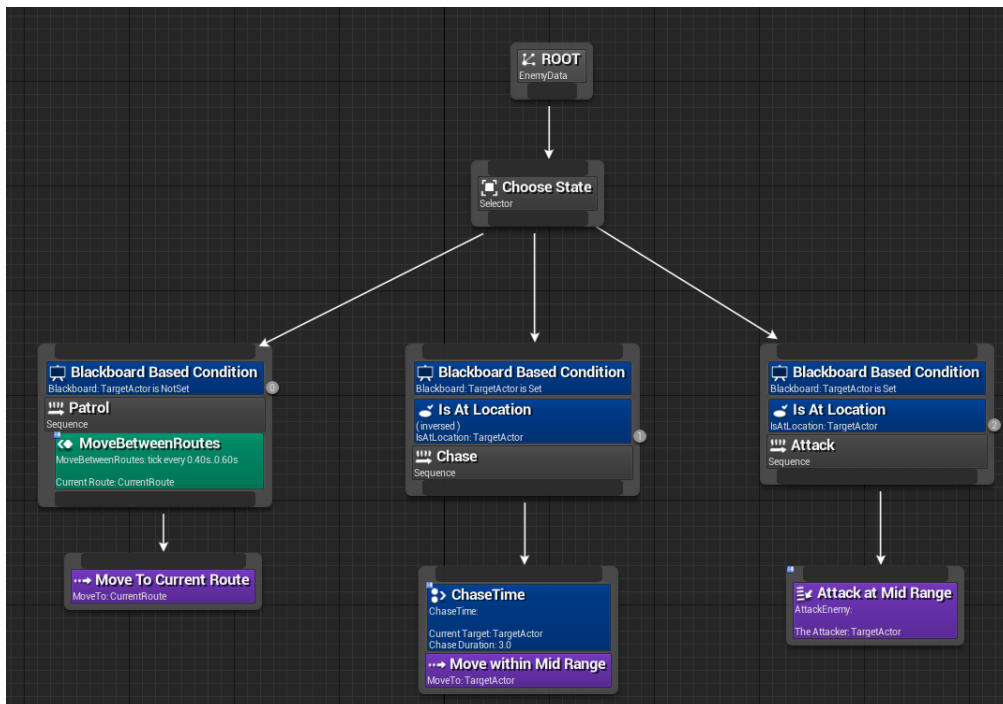 ROOT
EnemyData
Choose State
Selector
Blackboard Based Condition
Blackboard: TargetActor is NotSet
0
Patrol
Sequence
MoveBetweenRoutes
MoveBetweenRoutes: tick every 0.40s..0.60s
Current Route: CurrentRoute
Move To Current Route
MoveTo: CurrentRoute
Blackboard Based Condition
Blackboard: TargetActor is Set
Is At Location
( inversed )
IsAtLocation: TargetActor
1
Chase
Sequence
ChaseTime
ChaseTime:
Current Target: TargetActor
Chase Duration: 3.0
Move within Mid Range
MoveTo: TargetActor
Blackboard Based Condition
Blackboard: TargetActor is Set
Is At Location
IsAtLocation: TargetActor
2
Attack
Sequence
Attack at Mid Range
AttackEnemy:
The Attacker: TargetActor